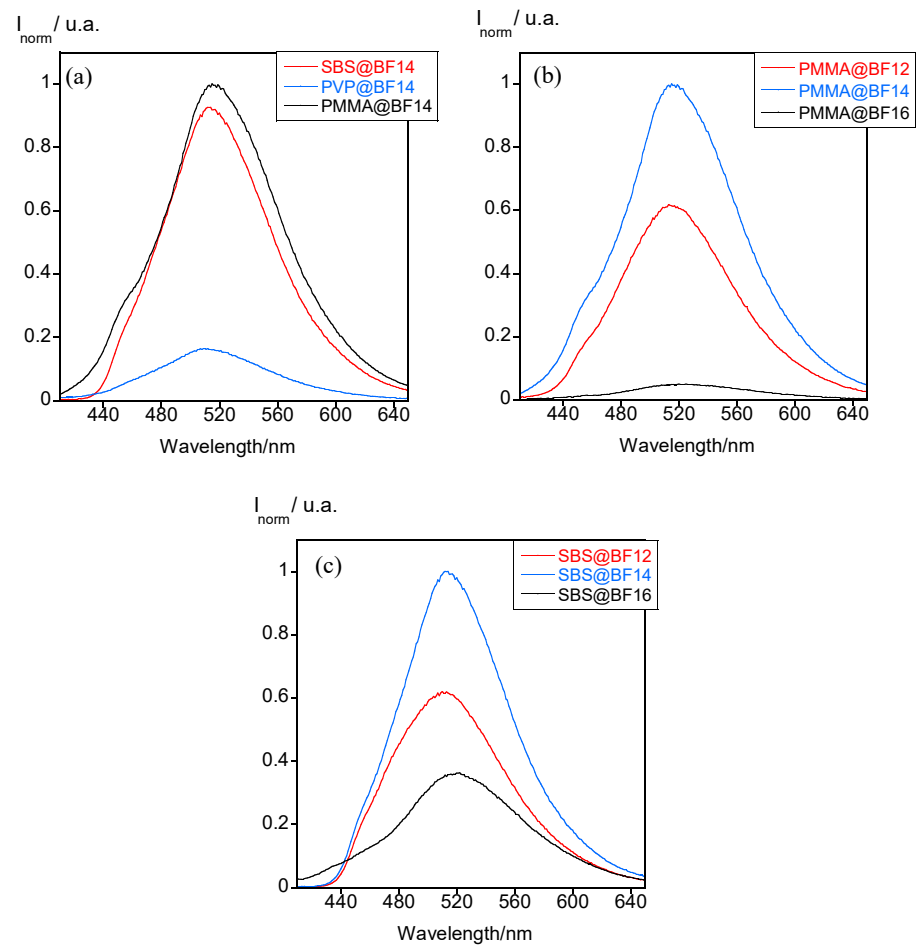 I norm / u.a.
(a)
SBS@BF14
PVP@BF14
PMMA@BF14
1
0.8
0.6
0.4
0.2
0
440 480 520 560 600 640
Wavelength/nm
I norm / u.a.
(b)
PMMA@BF12
PMMA@BF14
PMMA@BF16
1
0.8
0.6
0.4
0.2
0
440 480 520 560 600 640
Wavelength/nm
I norm / u.a.
(c)
SBS@BF12
SBS@BF14
SBS@BF16
1
0.8
0.6
0.4
0.2
0
440 480 520 560 600 640
Wavelength/nm